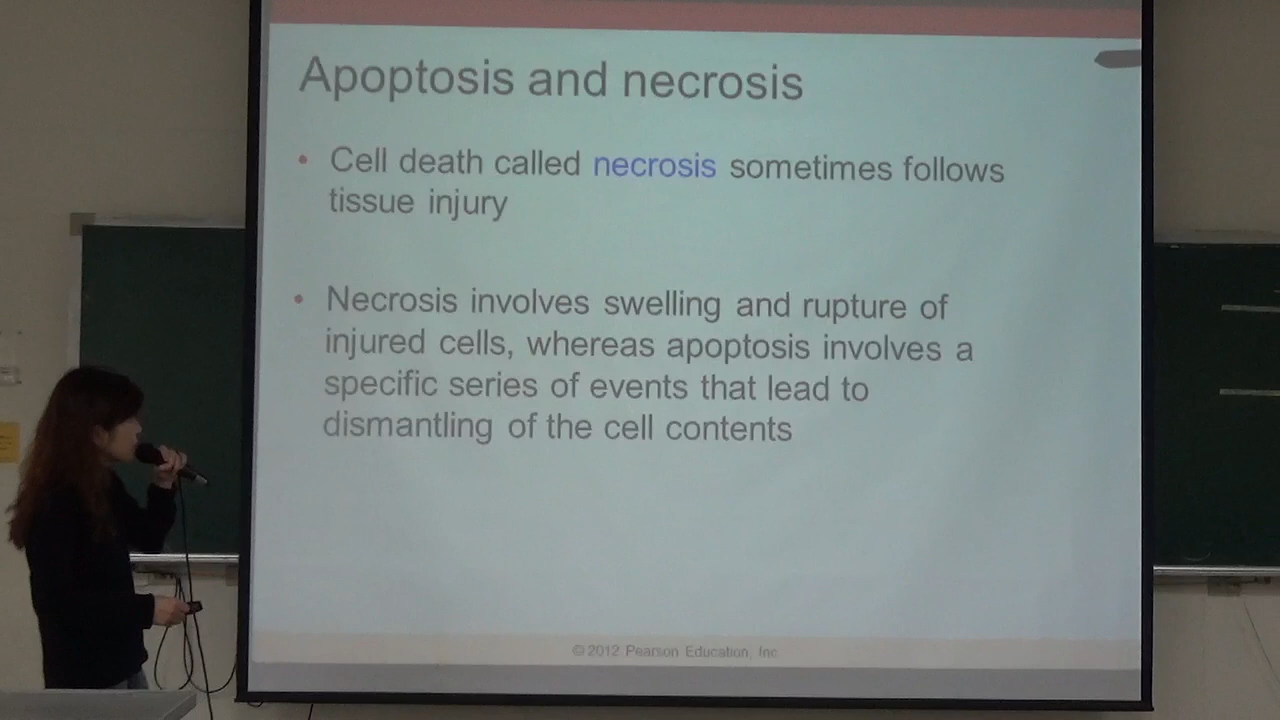 Apoptosis and necrosis
• Cell death called necrosis sometimes follows
tissue injury
• Necrosis involves swelling and rupture of
injured cells, whereas apoptosis involves a
specific series of events that lead to
dismantling of the cell contents
© 2012 Pearson Education, Inc.